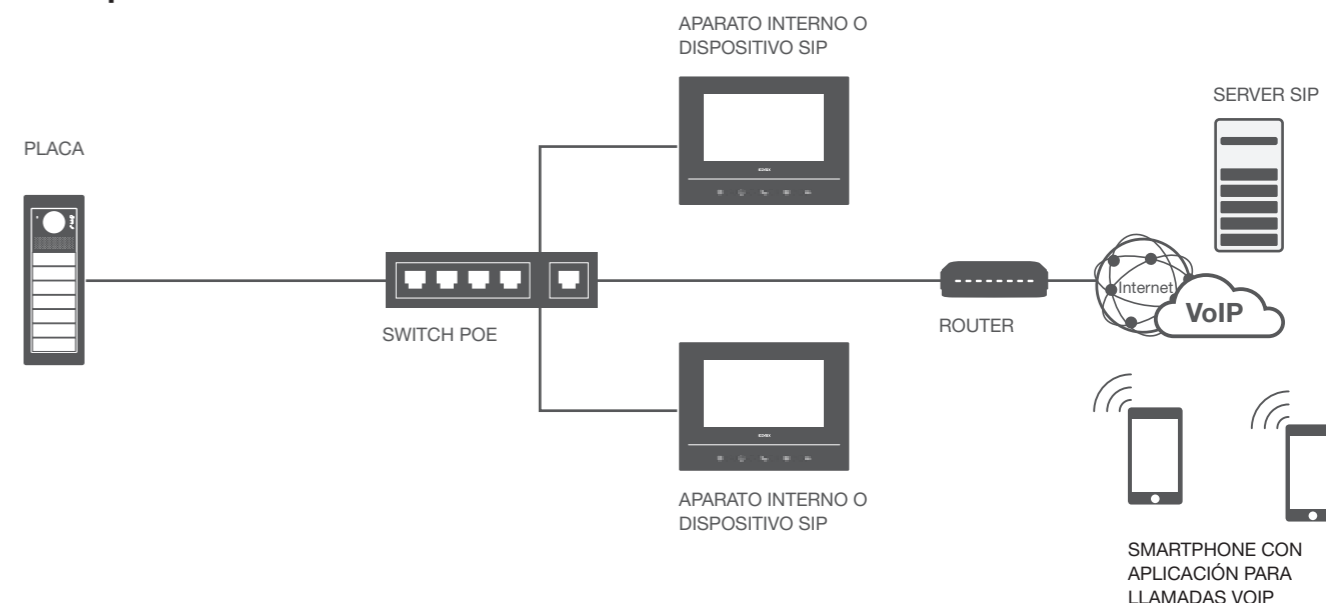 APARATO INTERNO O
DISPOSITIVO SIP
SERVER SIP
PLACA
Internet
VoIP
SWITCH POE
ROUTER
APARATO INTERNO O
DISPOSITIVO SIP
SMARTPHONE CON
APLICACIÓN PARA
LLAMADAS VOIP